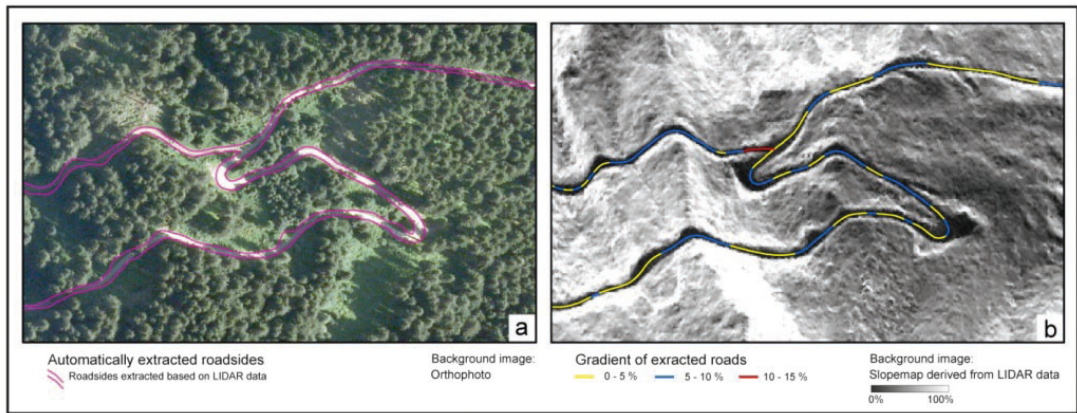 a
b
Automatically extracted roadsides
Roadsides extracted based on LIDAR data
Background image:
Orthophoto
Gradient of exracted roads
0 - 5 %
5 - 10 %
10 - 15 %
Background image:
Slopemap derived from LIDAR data
0%
100%